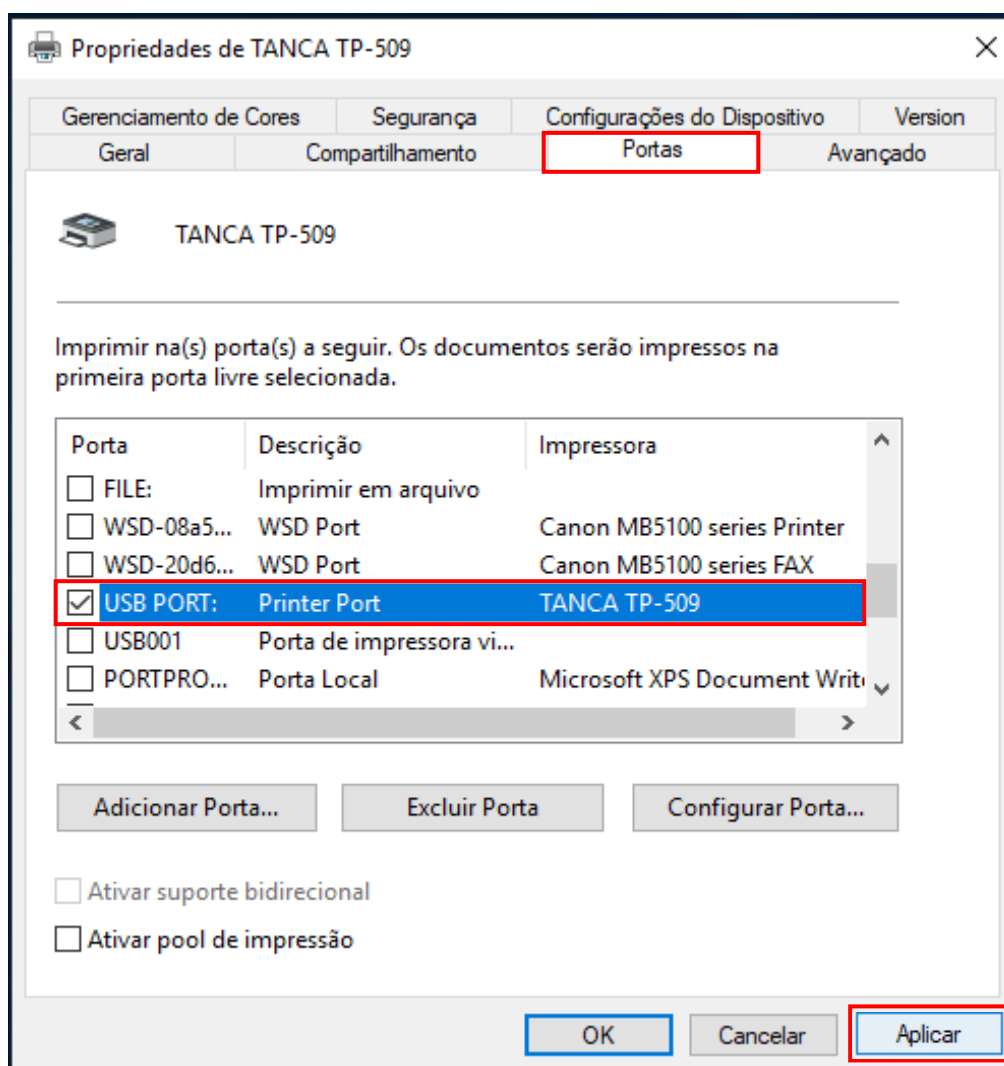 Propriedades de TANCA TP-509
Gerenciamento de Cores Segurança Configurações do Dispositivo Version
Geral Compartilhamento Portas Avançado
TANCA TP-509
Imprimir na(s) porta(s) a seguir. Os documentos serão impressos na
primeira porta livre selecionada.
Porta Descrição Impressora
FILE: Imprimir em arquivo
WSD-08a5... WSD Port Canon MB5100 series Printer
WSD-20d6... WSD Port Canon MB5100 series FAX
USB PORT: Printer Port TANCA TP-509
USB001 Porta de impressora vi...
PORTPRO... Porta Local Microsoft XPS Document Write
Adicionar Porta... Excluir Porta Configurar Porta...
Ativar suporte bidirecional
Ativar pool de impressão
OK Cancelar Aplicar